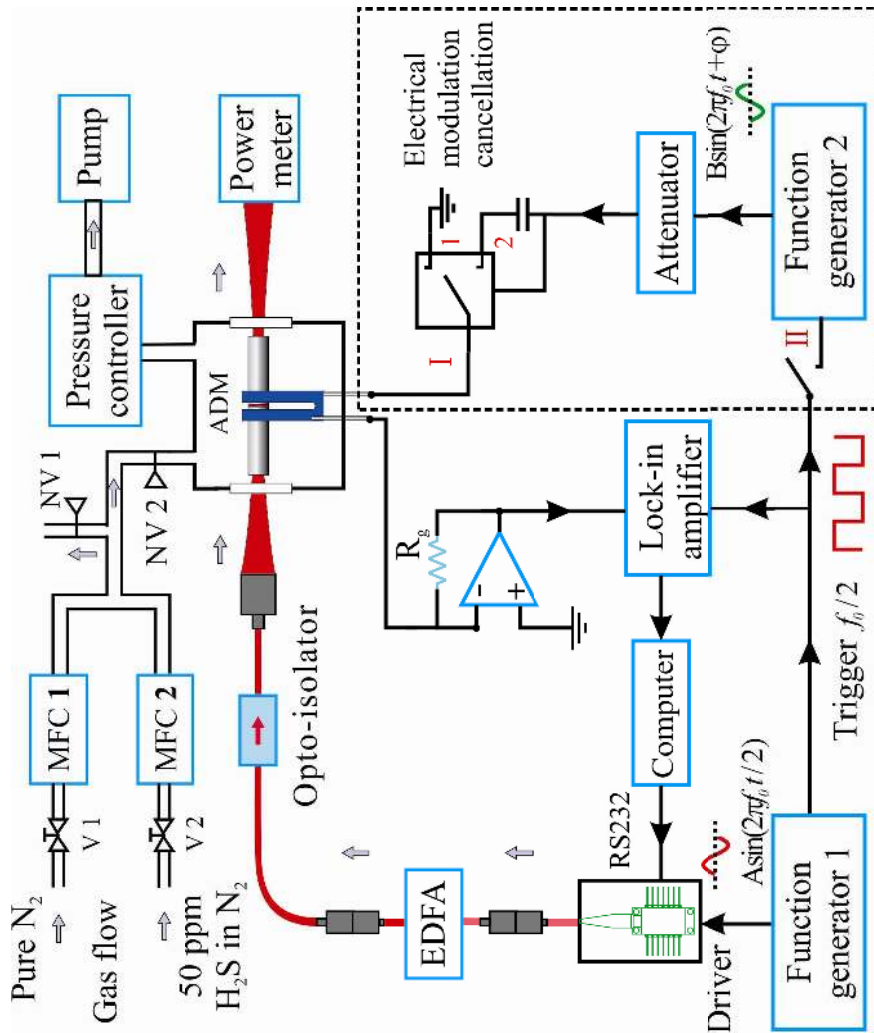 Pure N₂
Gas flow
50 ppm
H₂S in N₂
V 1
V 2
MFC 1
MFC 2
NV 1
NV 2
Pressure
controller
Pump
ADM
Power
meter
Opto-isolator
EDFA
RS232
Driver
Computer
Lock-in
amplifier
R_g
-
+
Function
generator 1
Asin(2πf₀t/2)
Trigger f₀/2
I
II
1
2
Electrical
modulation
cancellation
Attenuator
Bsin(2πf₀t+φ)
Function
generator 2